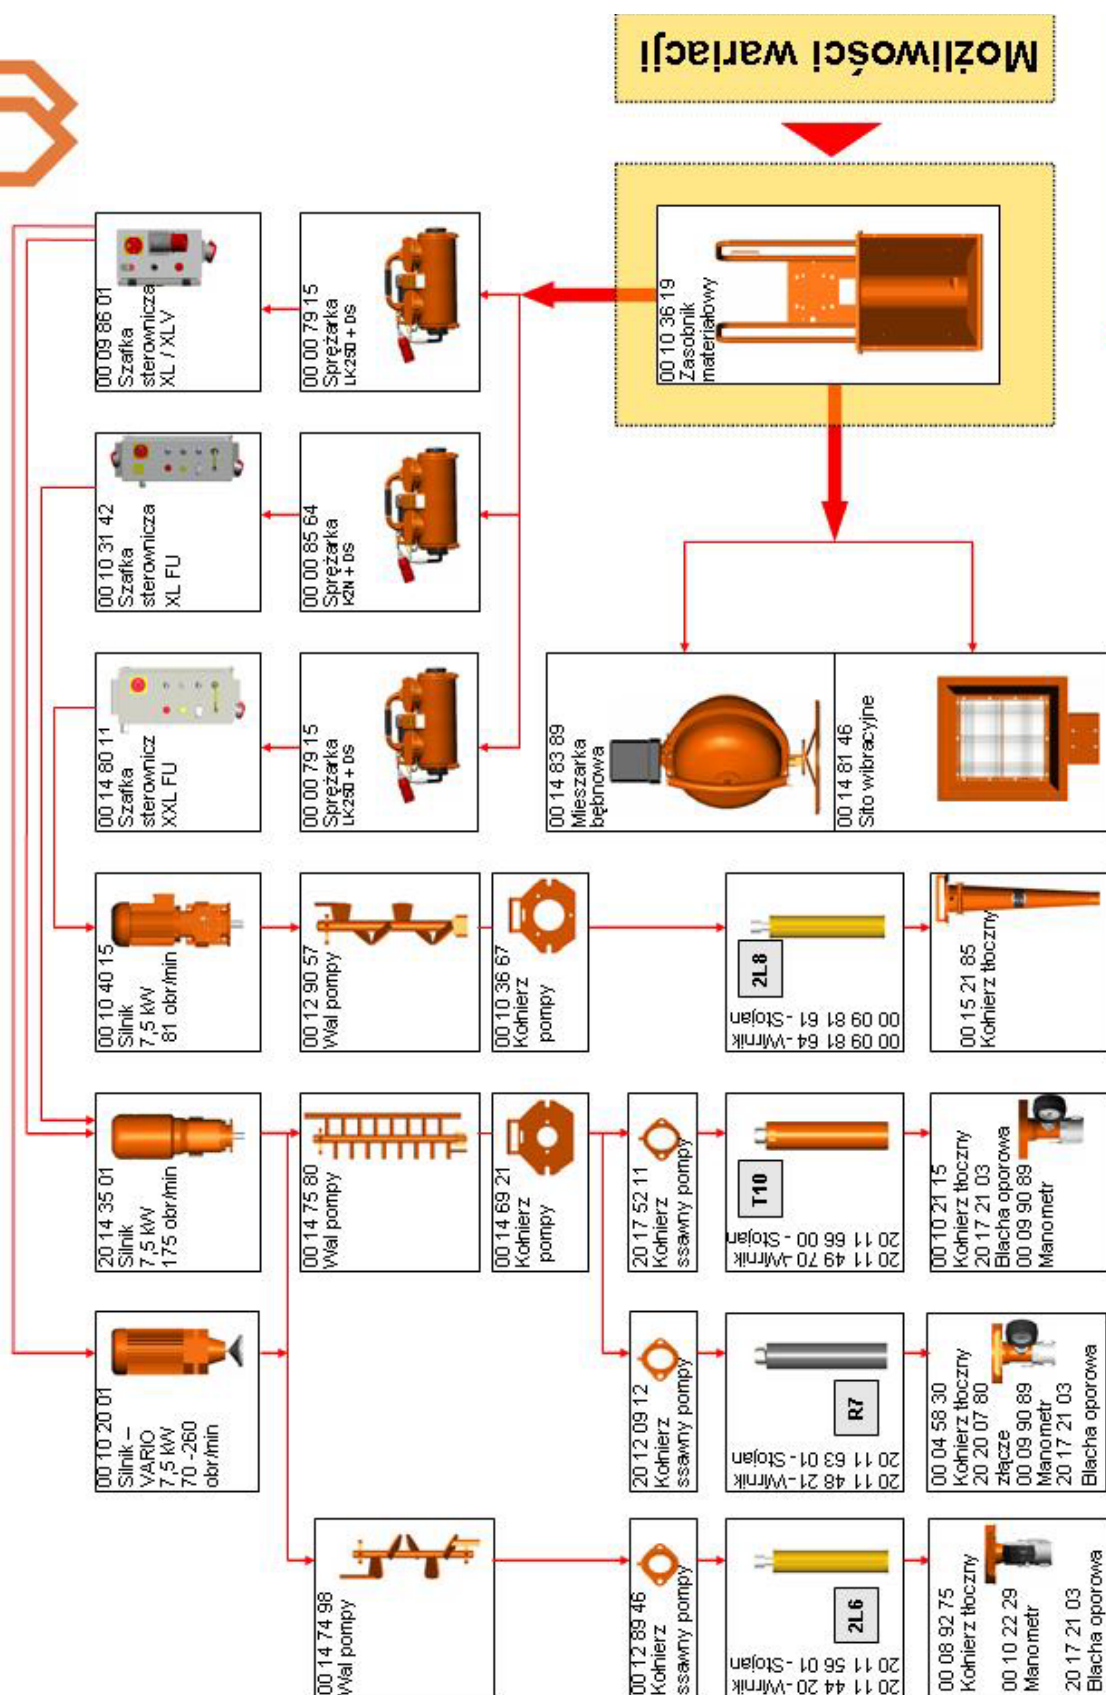 Możliwości wariacji
00 10 36 19
Zasobnik
materiałowy
00 09 86 01
Szafka
sterownicza
XL / XLV
00 00 79 15
Sprężarka
LK250 + DS
00 10 31 42
Szafka
sterownicza
XL FU
00 00 85 64
Sprężarka
K2N + DS
00 14 80 11
Szafka
sterownicz
XXL FU
00 00 79 15
Sprężarka
LK250 + DS
00 14 83 89
Mieszarka
bębnowa
00 14 81 46
Sito wibracyjne
00 10 40 15
Silnik
7,5 kW
81 obr/min
00 12 90 57
Wal pompy
00 10 36 67
Kołnierz
pompy
2L8
00 09 81 64 -Wirnik
00 09 81 61 - Stojan
00 15 21 85
Kołnierz tłoczny
20 14 35 01
Silnik
7,5 kW
175 obr/min
00 14 75 80
Wal pompy
00 14 69 21
Kołnierz
pompy
20 17 52 11
Kołnierz
ssawny pompy
T10
20 11 49 70 -Wirnik
20 11 66 00 - Stojan
00 10 21 15
Kołnierz tłoczny
20 17 21 03
Blacha oporowa
00 09 90 89
Manometr
00 10 20 01
Silnik –
VARIO
7,5 kW
70 -260
obr/min
20 12 09 12
Kołnierz
ssawny pompy
R7
20 11 48 21 -Wirnik
20 11 63 01 - Stojan
00 04 58 30
Kołnierz tłoczny
20 20 07 80
złącze
00 09 90 89
Manometr
20 17 21 03
Blacha oporowa
00 14 74 98
Wal pompy
00 12 89 46
Kołnierz
ssawny pompy
2L6
20 11 44 20 -Wirnik
20 11 56 01 - Stojan
00 08 92 75
Kołnierz tłoczny
00 10 22 29
Manometr
20 17 21 03
Blacha oporowa